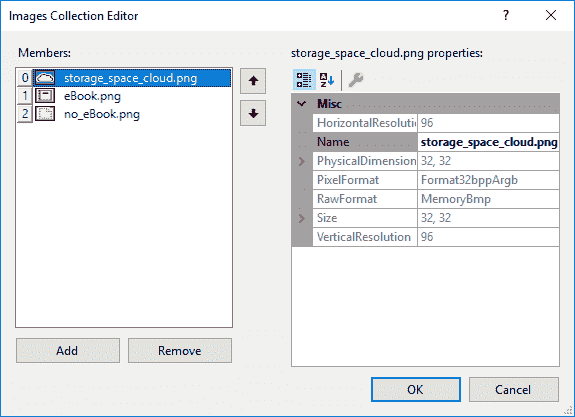 Images Collection Editor
? ×
Members:
0 storage_space_cloud.png
1 eBook.png
2 no_eBook.png
Add Remove
storage_space_cloud.png properties:
Misc
HorizontalResolutio 96
Name storage_space_cloud.png
PhysicalDimension 32, 32
PixelFormat Format32bppArgb
RawFormat MemoryBmp
Size 32, 32
VerticalResolution 96
OK Cancel